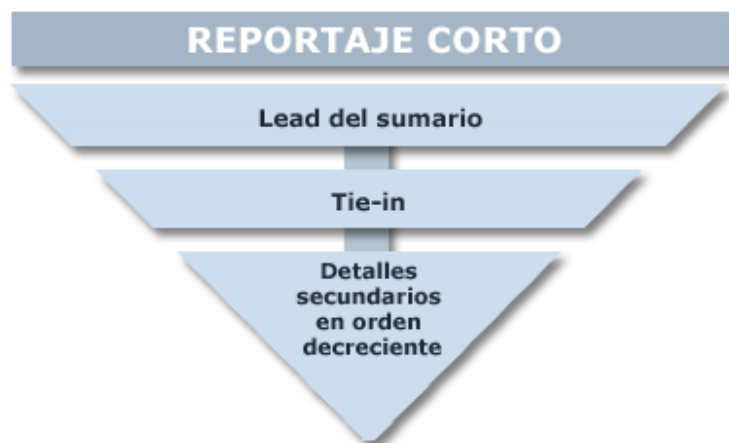 REPORTAJE CORTO
Lead del sumario
Tie-in
Detalles
secundarios
en orden
decreciente